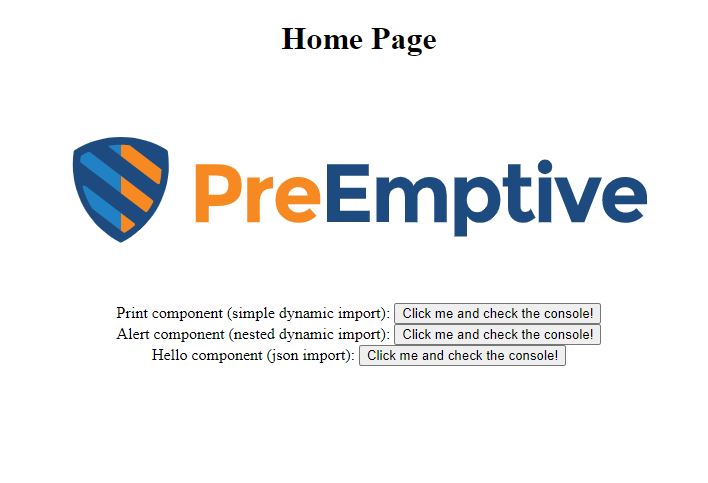 Home Page
PreEmptive
Print component (simple dynamic import): Click me and check the console!
Alert component (nested dynamic import): Click me and check the console!
Hello component (json import): Click me and check the console!